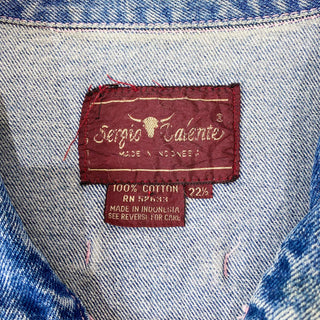 Sergio Valente ®
MADE IN INDONESIA
100% COTTON
RN 52633
MADE IN INDONESIA
SEE REVERSE FOR CARE
22½